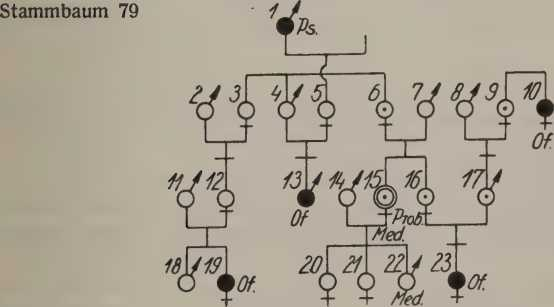 Stammbaum 79
1
Ps.
2 3 4 5 6 7 8 9 10
Of.
11 12 13 14 15 16 17
Of
Prob.
Med.
18 19 20 21 22 23
Of. Med. Of.